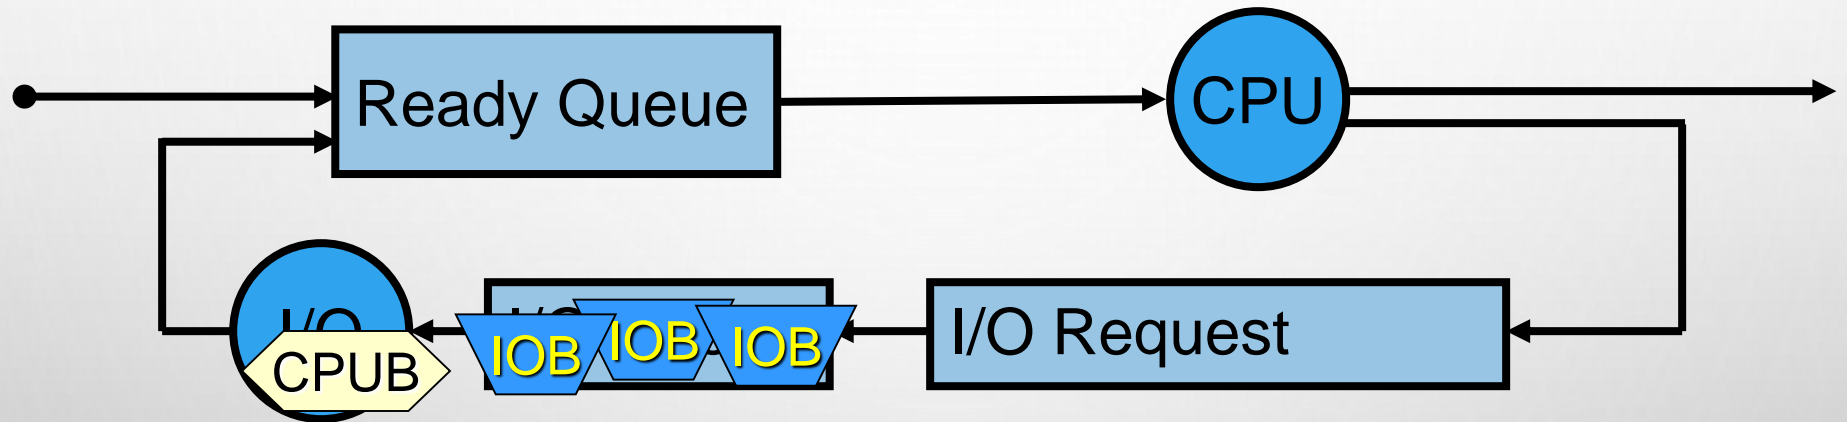 Ready Queue
CPU
I/O
CPUB
IOB
IOB
IOB
I/O Request